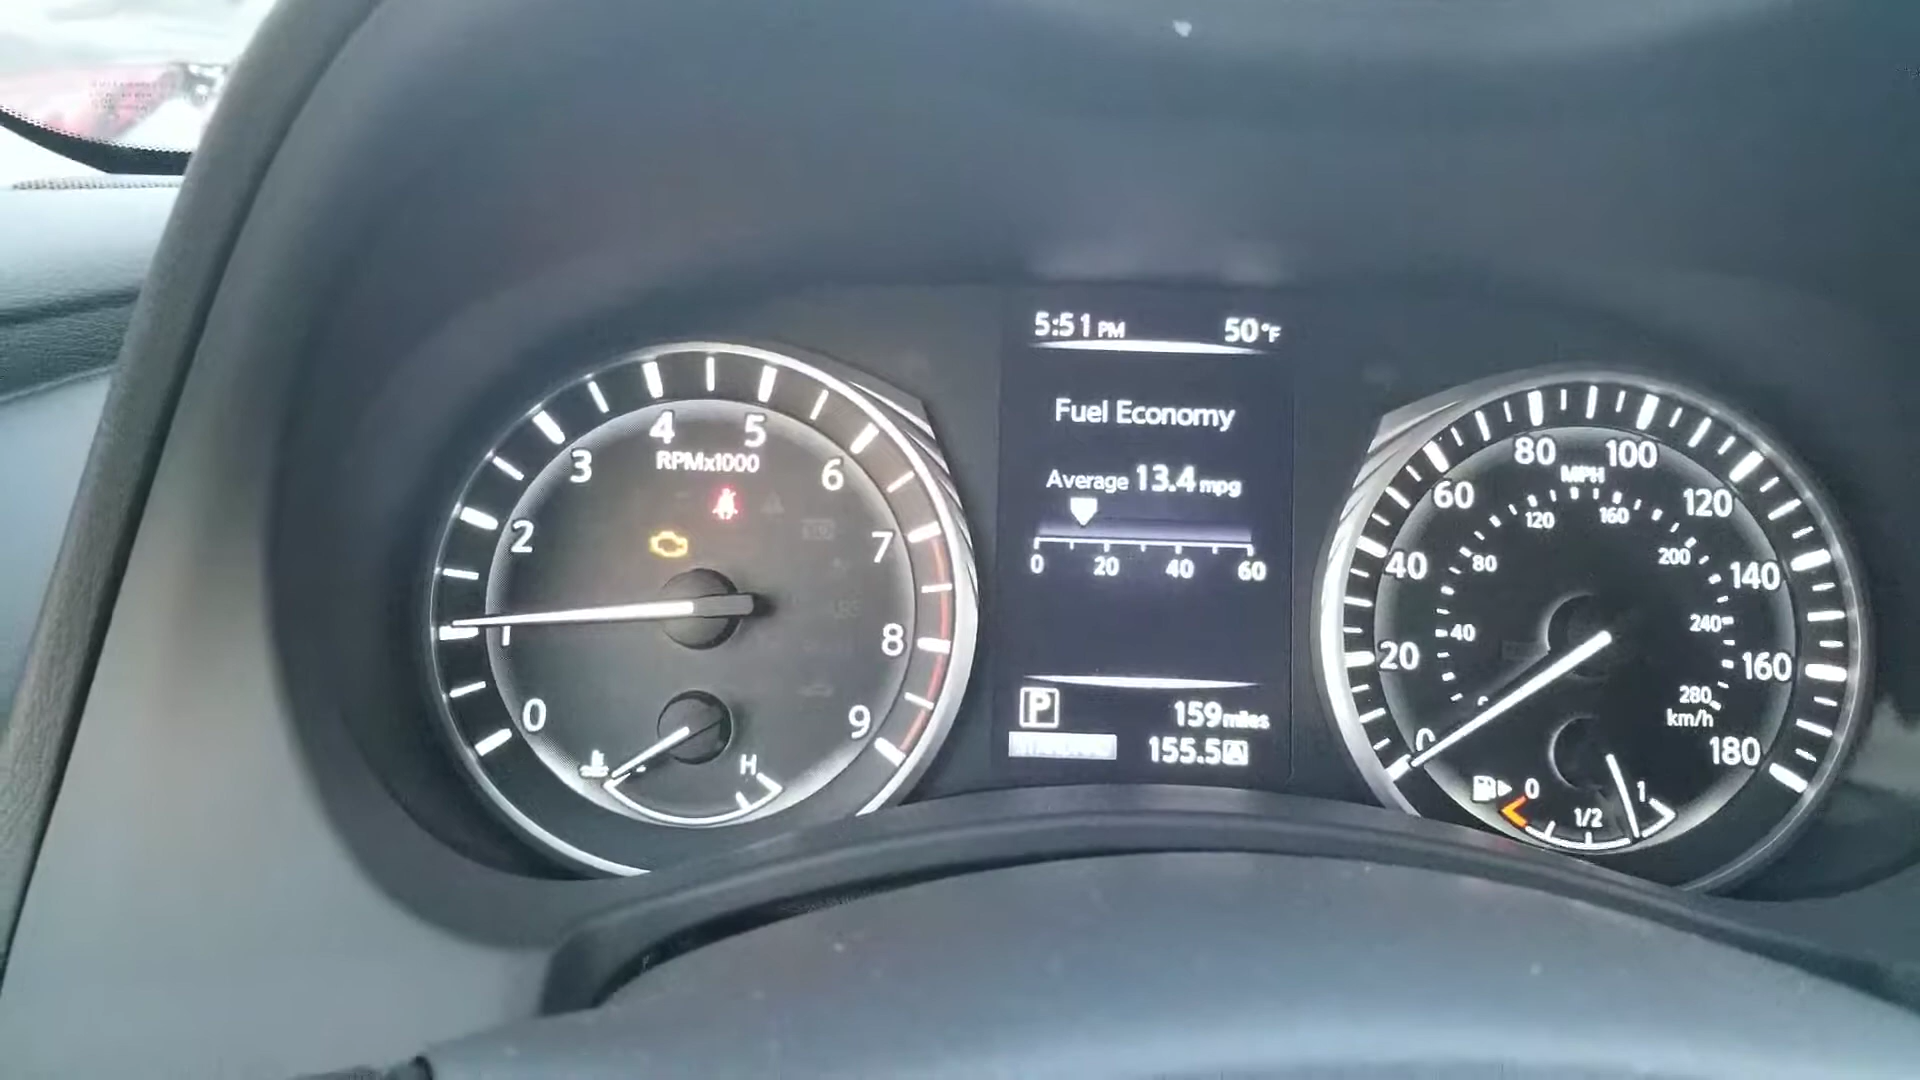 5:51 PM 50°F
Fuel Economy
Average 13.4 mpg
0 20 40 60
P 159 miles
STANDARD 155.5 A
0 1 2 3 4 5 6 7 8 9
RPMx1000
H
0 20 40 60 80 100 120 140 160 180
MPH
40 80 120 160 200 240 280
km/h
0 1/2 1